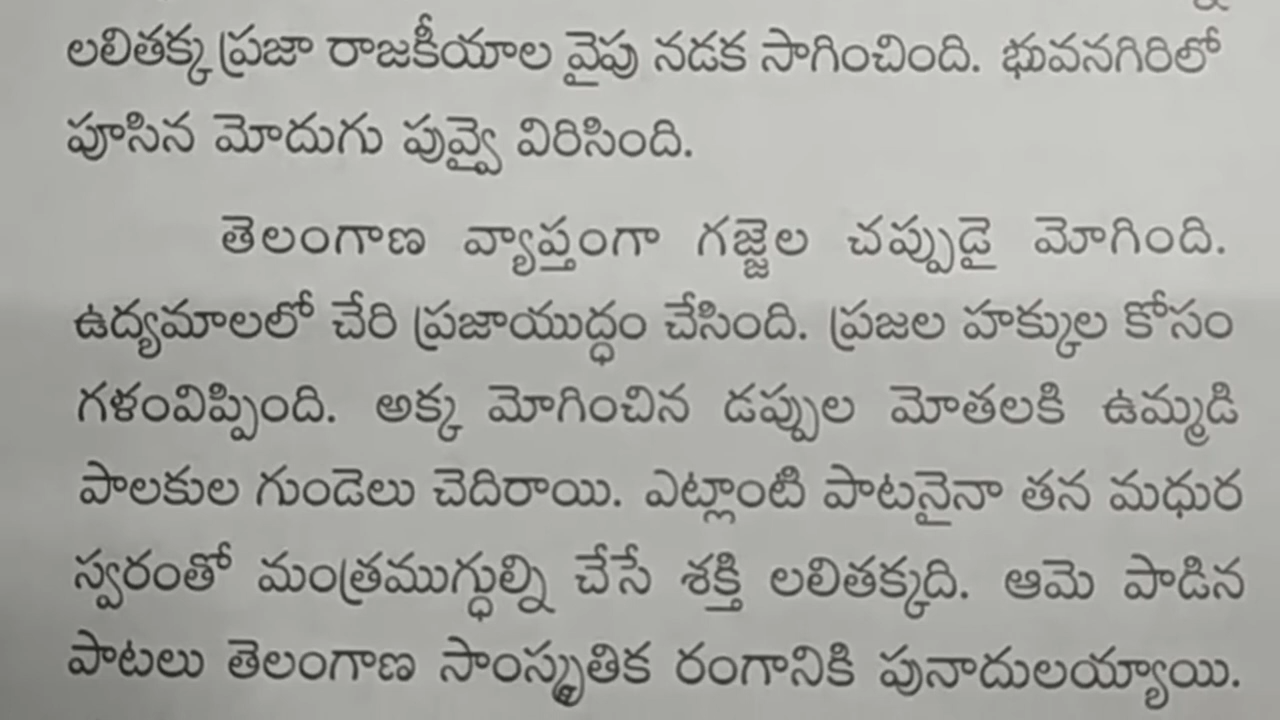 లలితక్క ప్రజా రాజకీయాల వైపు నడక సాగించింది. భువనగిరిలో
పూసిన మోదుగు పువ్వై విరిసింది.
తెలంగాణ వ్యాప్తంగా గజ్జెల చప్పుడై మోగింది.
ఉద్యమాలలో చేరి ప్రజాయుద్ధం చేసింది. ప్రజల హక్కుల కోసం
గళంవిప్పింది. అక్క మోగించిన డప్పుల మోతలకి ఉమ్మడి
పాలకుల గుండెలు చెదిరాయి. ఎట్లాంటి పాటనైనా తన మధుర
స్వరంతో మంత్రముగ్ధుల్ని చేసే శక్తి లలితక్కది. ఆమె పాడిన
పాటలు తెలంగాణ సాంస్కృతిక రంగానికి పునాదులయ్యాయి.